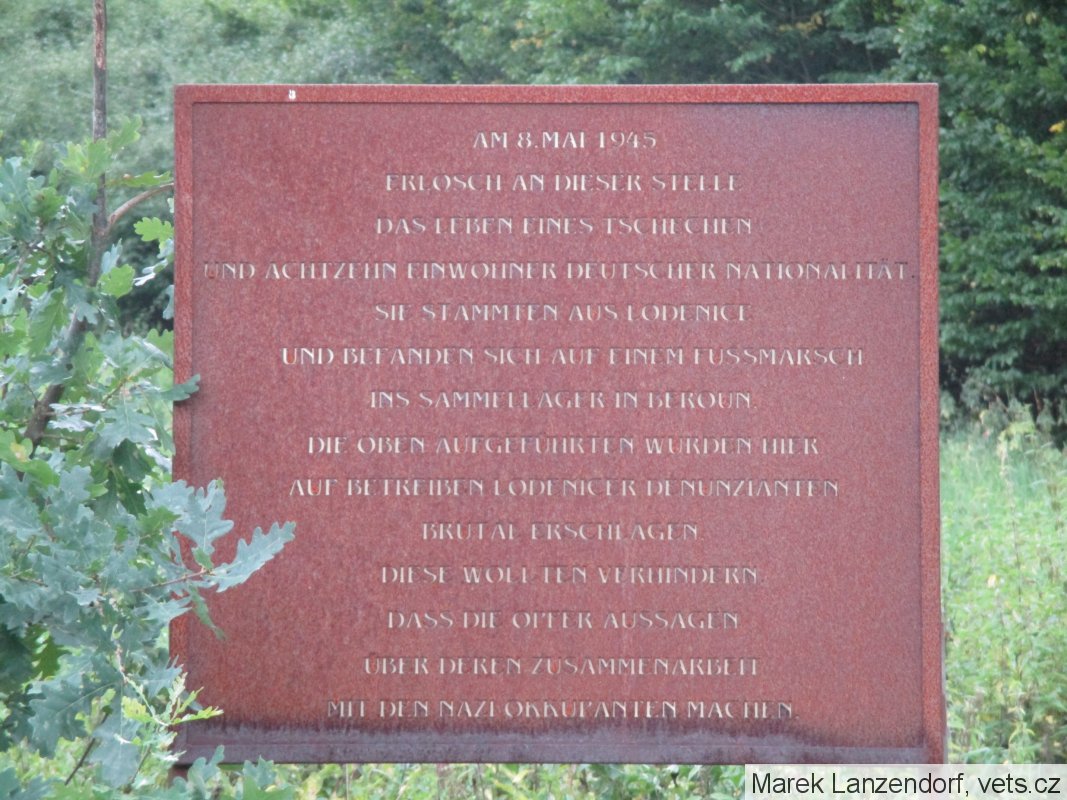 AM 8.MAI 1945
ERLOSCH AN DIESER STELLE
DAS LEBEN EINES TSCHECHEN
UND ACHTZEHN EINWOHNER DEUTSCHER NATIONALITÄT.
SIE STAMMTEN AUS LODENICE
UND BEFANDEN SICH AUF EINEM FUSSMARSCH
INS SAMMELLAGER IN BEROUN.
DIE OBEN AUFGEFÜHRTEN WURDEN HIER
AUF BETREIBEN LODENICER DENUNZIANTEN
BRUTAL ERSCHLAGEN.
DIESE WOLLTEN VERHINDERN,
DASS DIE OPFER AUSSAGEN
ÜBER DEREN ZUSAMMENARBEIT
MIT DEN NAZI-OKKUPANTEN MACHEN.
Marek Lanzendorf, vets.cz